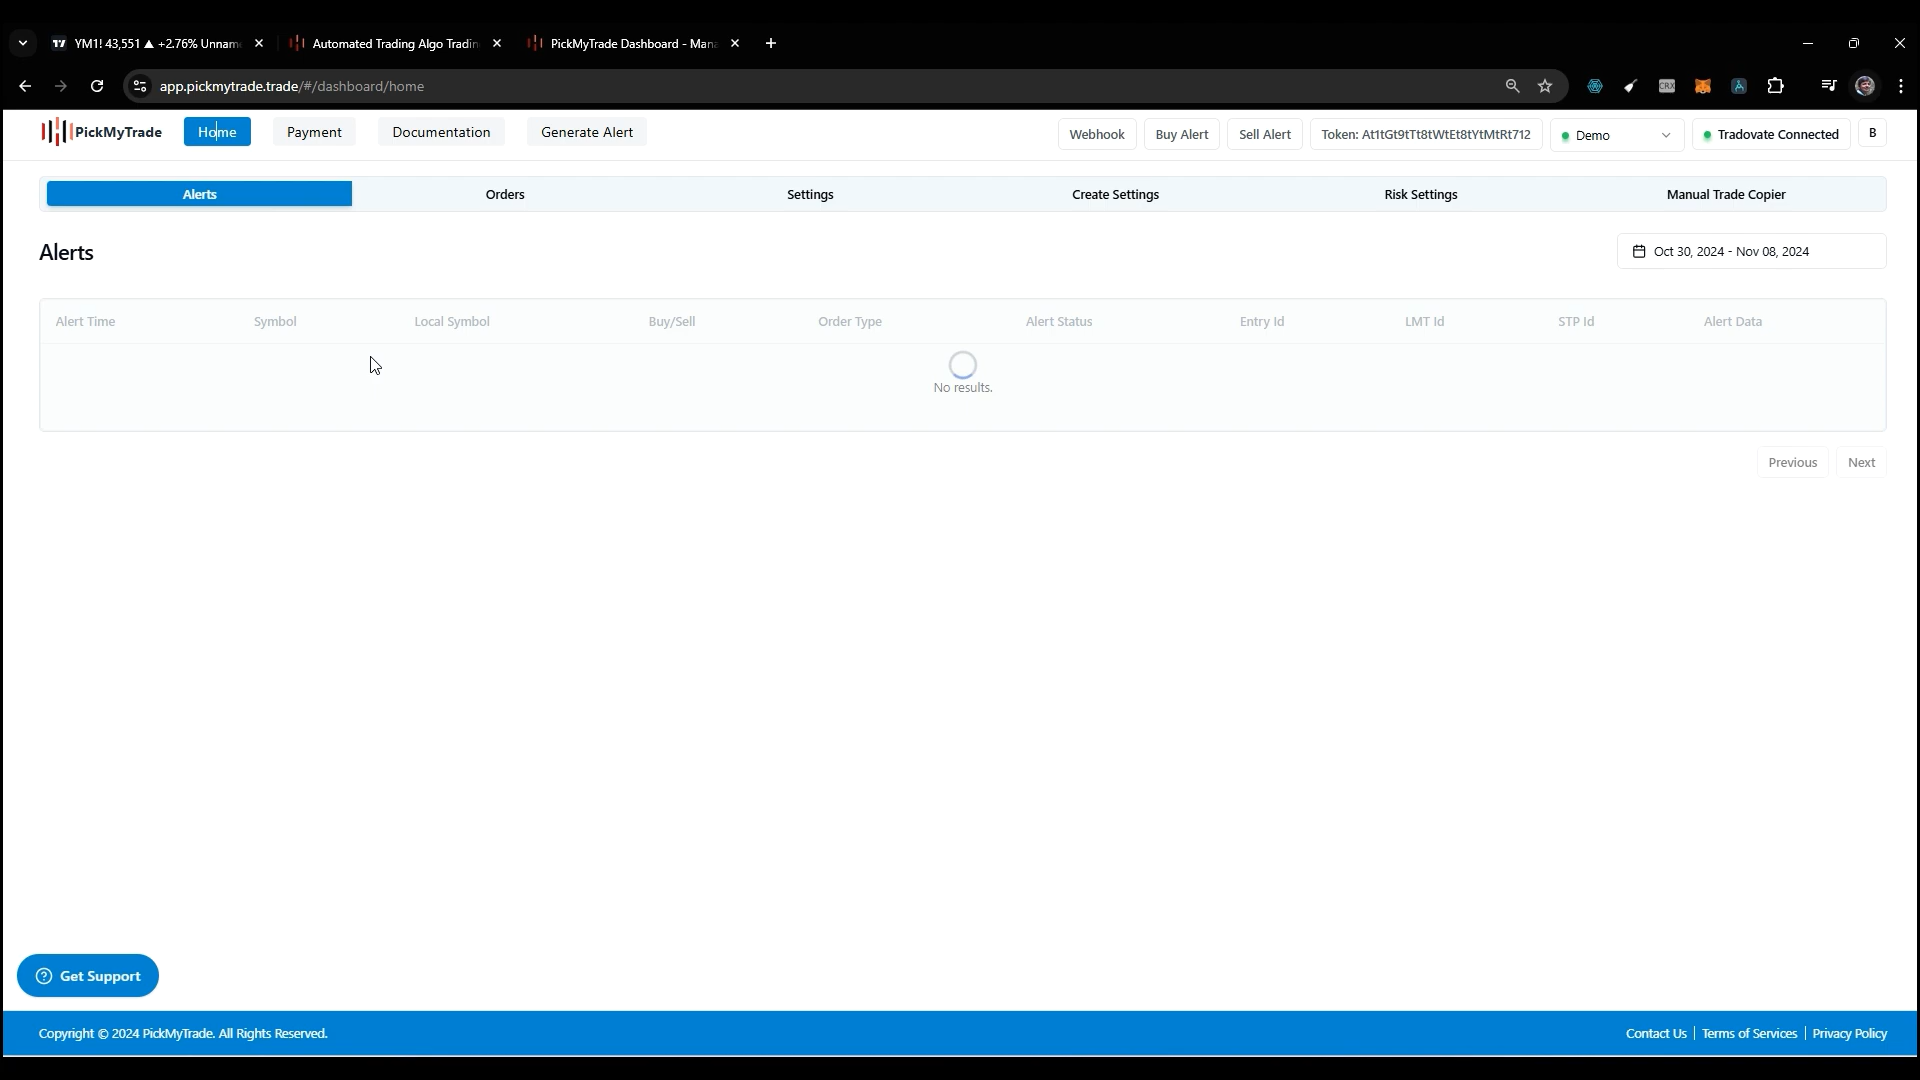 YM1! 43,551 ▲ +2.76% Unnam
Automated Trading Algo Tradin
PickMyTrade Dashboard - Mana
app.pickmytrade.trade/#/dashboard/home
PickMyTrade
Home
Payment
Documentation
Generate Alert
Webhook
Buy Alert
Sell Alert
Token: At1tGt9tTt8tWtEt8tYtMtRt712
Demo
Tradovate Connected
B
Alerts
Orders
Settings
Create Settings
Risk Settings
Manual Trade Copier
Alerts
Oct 30, 2024 - Nov 08, 2024
Alert Time
Symbol
Local Symbol
Buy/Sell
Order Type
Alert Status
Entry Id
LMT Id
STP Id
Alert Data
No results.
Previous
Next
Get Support
Copyright © 2024 PickMyTrade. All Rights Reserved.
Contact Us
Terms of Services
Privacy Policy